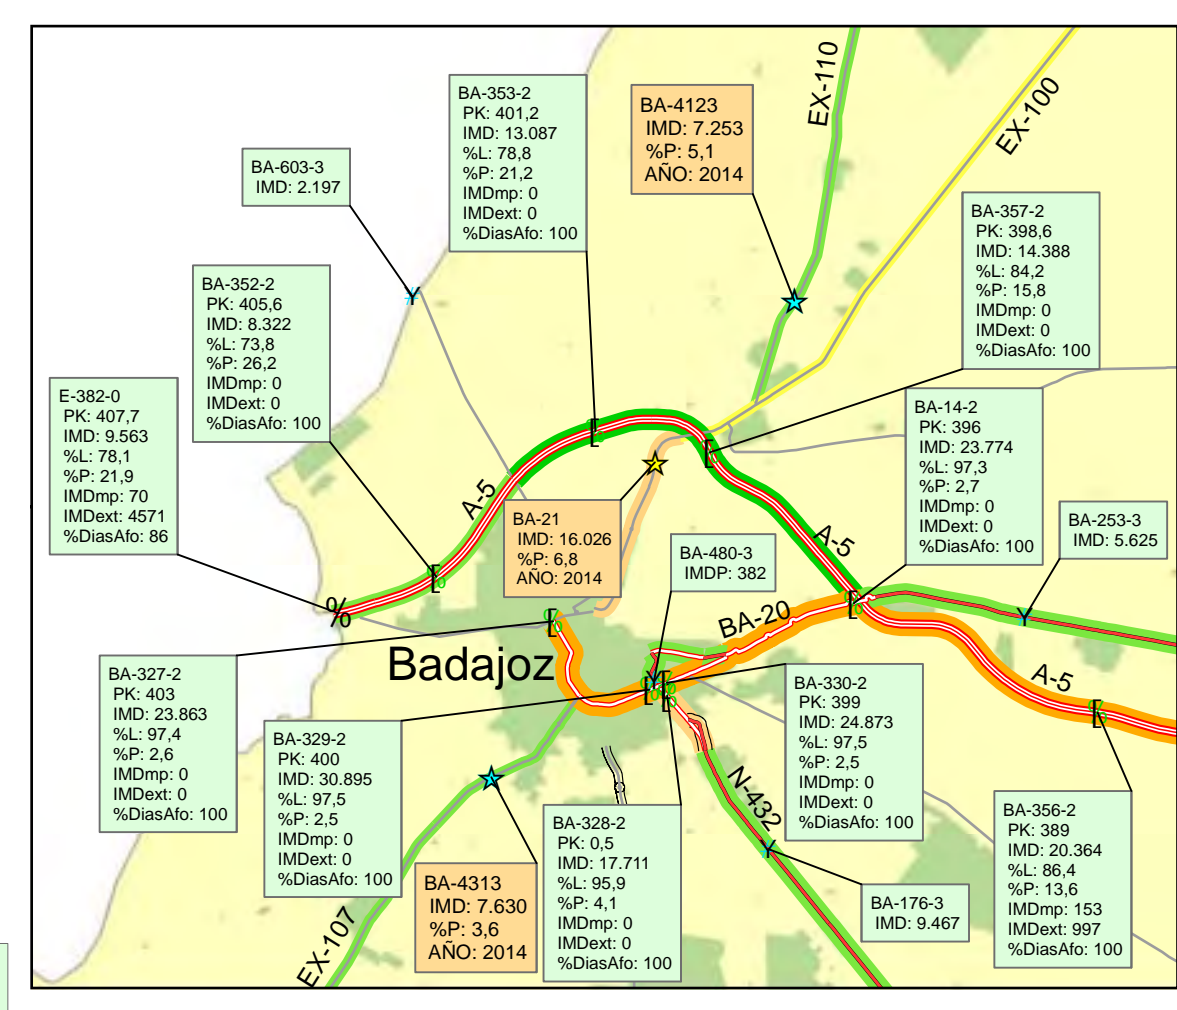 BA-353-2
PK: 401,2
IMD: 13.087
%L: 78,8
%P: 21,2
IMDmp: 0
IMDext: 0
%DiasAfo: 100
BA-4123
IMD: 7.253
%P: 5,1
AÑO: 2014
EX-110
EX-100
BA-603-3
IMD: 2.197
BA-357-2
PK: 398,6
IMD: 14.388
%L: 84,2
%P: 15,8
IMDmp: 0
IMDext: 0
%DiasAfo: 100
BA-352-2
PK: 405,6
IMD: 8.322
%L: 73,8
%P: 26,2
IMDmp: 0
IMDext: 0
%DiasAfo: 100
E-382-0
PK: 407,7
IMD: 9.563
%L: 78,1
%P: 21,9
IMDmp: 70
IMDext: 4571
%DiasAfo: 86
BA-14-2
PK: 396
IMD: 23.774
%L: 97,3
%P: 2,7
IMDmp: 0
IMDext: 0
%DiasAfo: 100
A-5
BA-21
IMD: 16.026
%P: 6,8
AÑO: 2014
A-5
BA-253-3
IMD: 5.625
BA-480-3
IMDP: 382
BA-20
Badajoz
A-5
BA-327-2
PK: 403
IMD: 23.863
%L: 97,4
%P: 2,6
IMDmp: 0
IMDext: 0
%DiasAfo: 100
BA-329-2
PK: 400
IMD: 30.895
%L: 97,5
%P: 2,5
IMDmp: 0
IMDext: 0
%DiasAfo: 100
BA-330-2
PK: 399
IMD: 24.873
%L: 97,5
%P: 2,5
IMDmp: 0
IMDext: 0
%DiasAfo: 100
N-432
BA-328-2
PK: 0,5
IMD: 17.711
%L: 95,9
%P: 4,1
IMDmp: 0
IMDext: 0
%DiasAfo: 100
BA-356-2
PK: 389
IMD: 20.364
%L: 86,4
%P: 13,6
IMDmp: 153
IMDext: 997
%DiasAfo: 100
BA-4313
IMD: 7.630
%P: 3,6
AÑO: 2014
BA-176-3
IMD: 9.467
EX-107